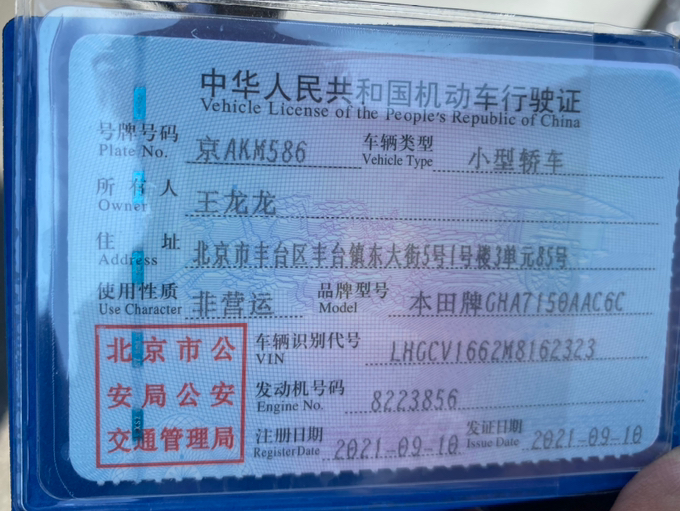 中华人民共和国机动车行驶证
Vehicle License of the People's Republic of China
号牌号码 京AKM586 车辆类型 小型轿车
Plate No. Vehicle Type
所有人 王龙龙
Owner
住址 北京市丰台区丰台镇东大街5号1号楼3单元85号
Address
使用性质 非营运 品牌型号 本田牌GHA7150AAC6C
Use Character Model
北京市公
安局公安
交通管理局
车辆识别代号 LHGCV1662M8162323
VIN
发动机号码 8223856
Engine No.
注册日期 2021-09-10 发证日期 2021-09-10
Register Date Issue Date